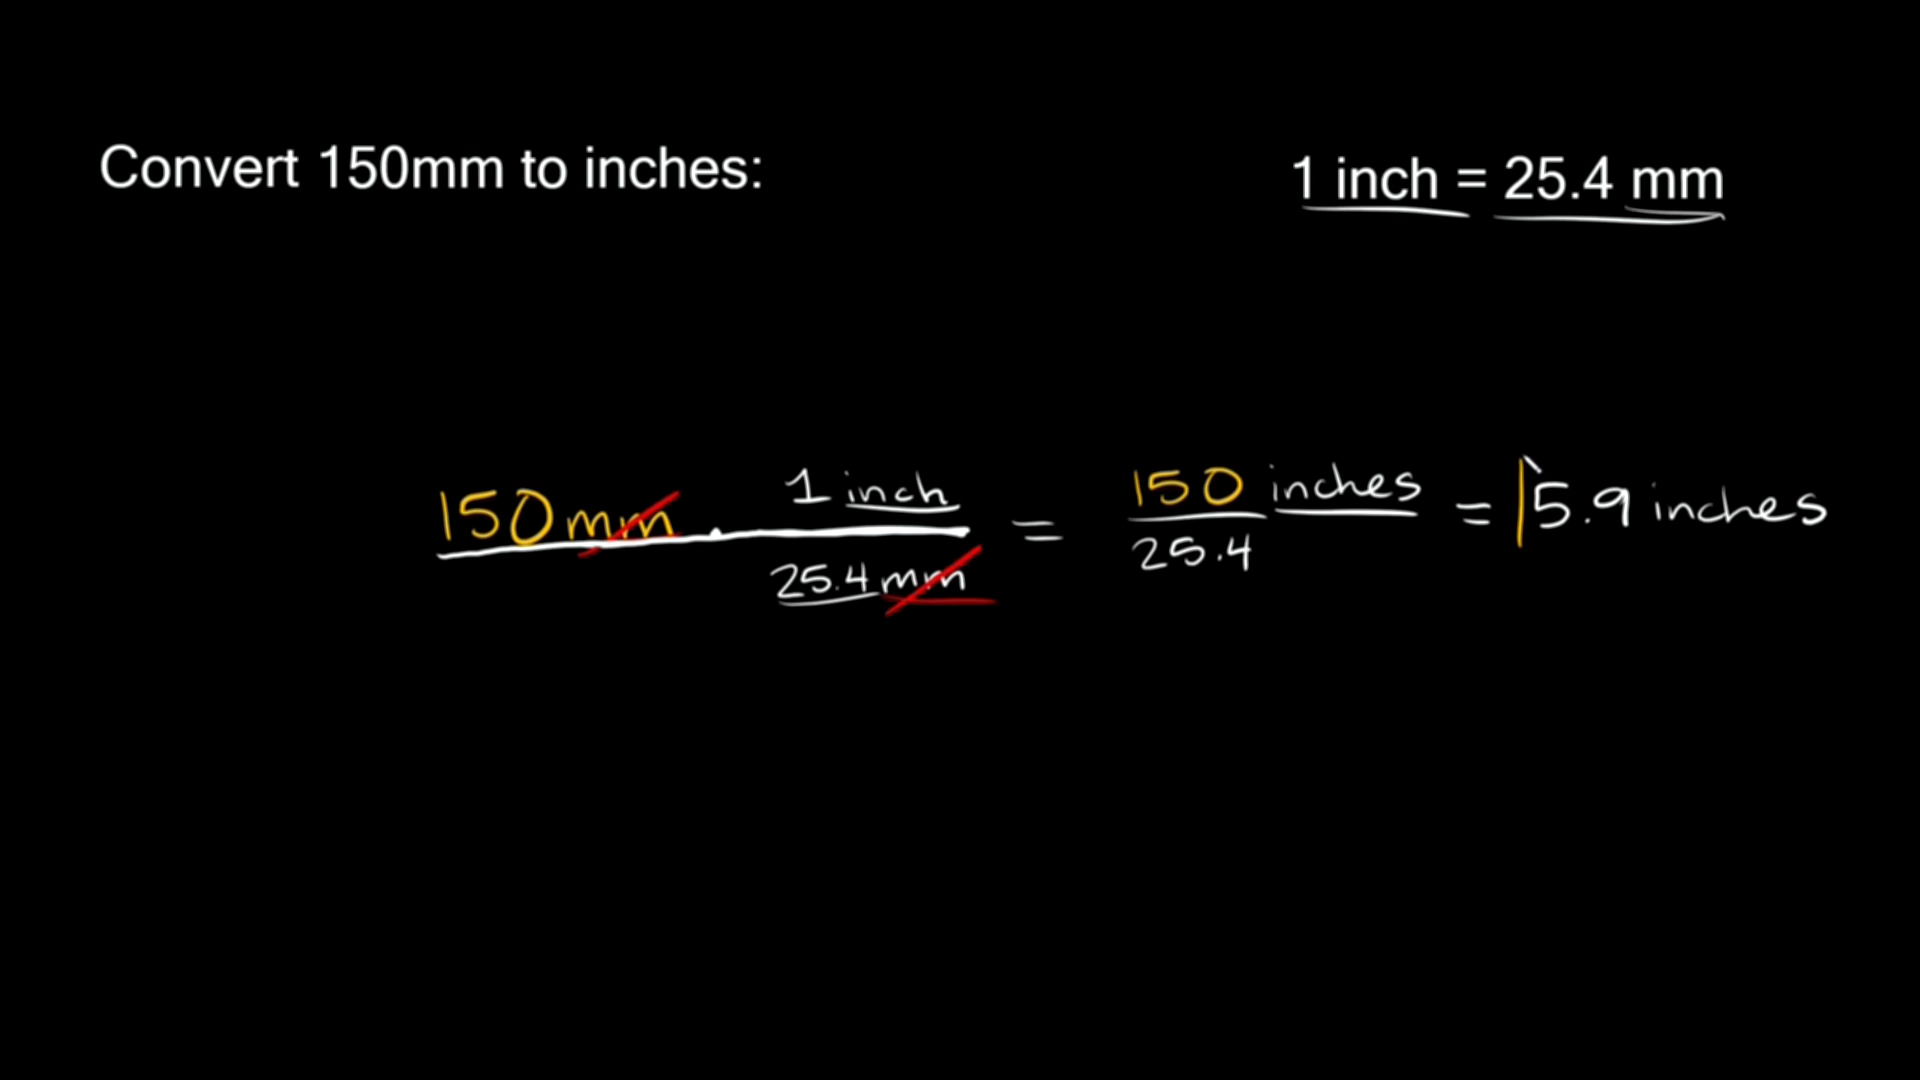 Convert 150mm to inches:
1 inch = 25.4 mm
150mm · 1 inch / 25.4mm = 150 inches / 25.4 = 5.9 inches